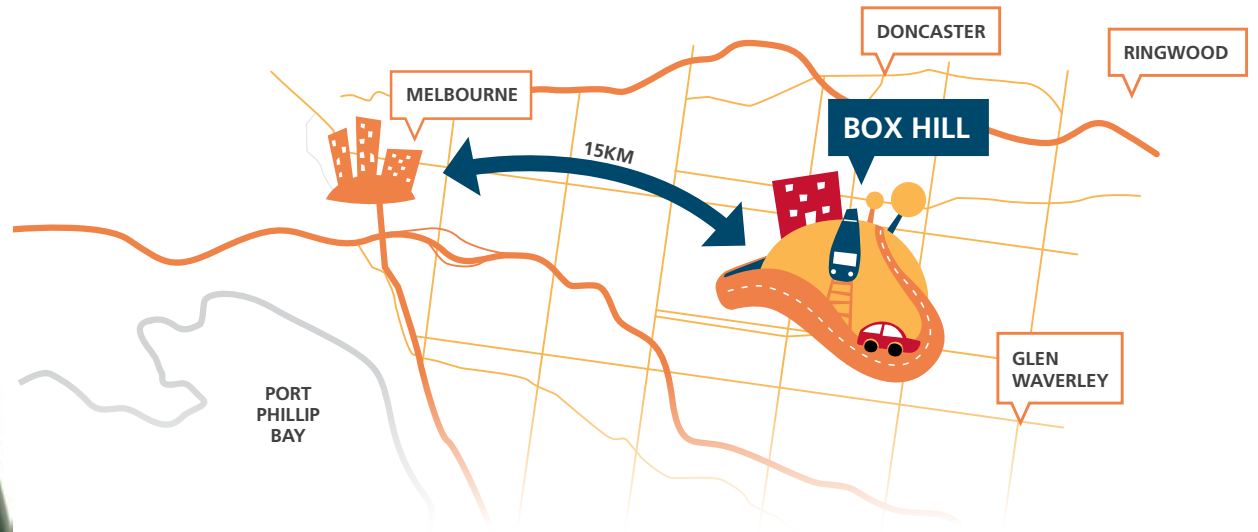 DONCASTER
RINGWOOD
MELBOURNE
BOX HILL
15KM
GLEN
WAVERLEY
PORT
PHILLIP
BAY